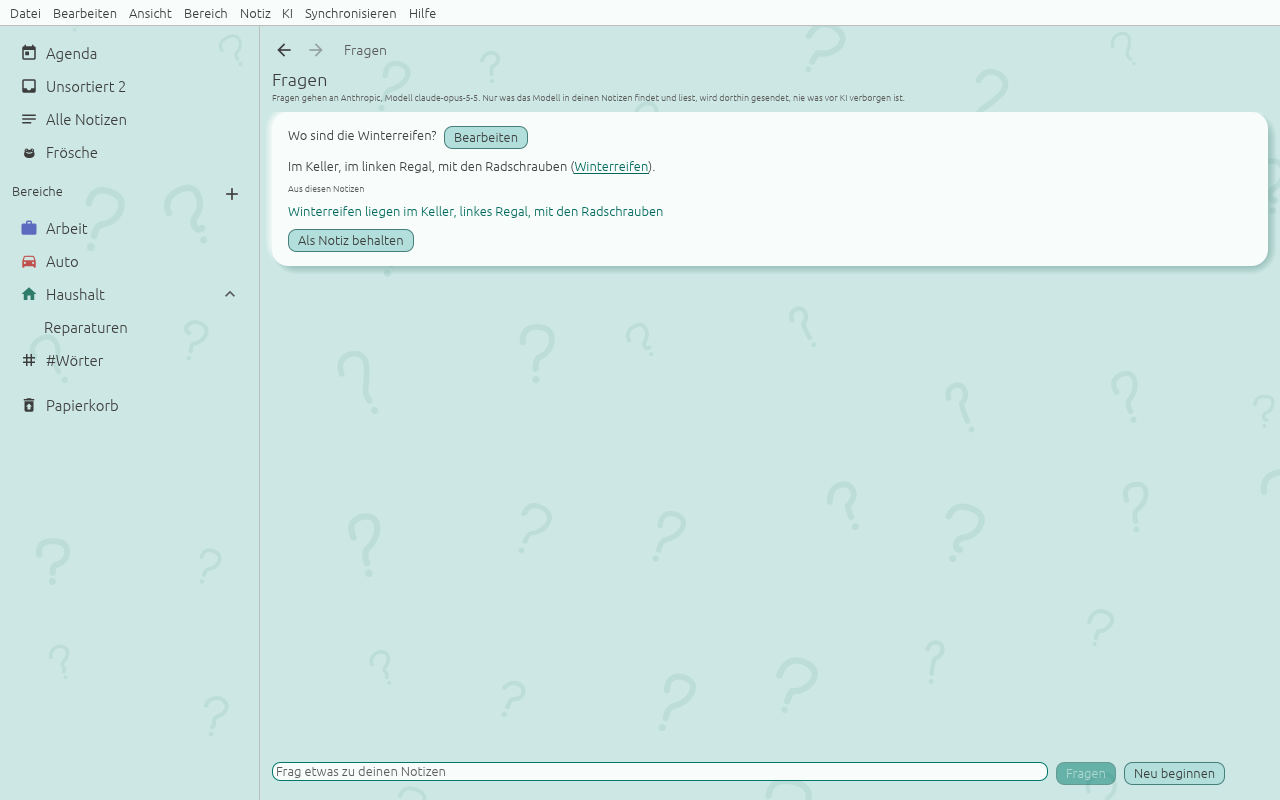 Datei Bearbeiten Ansicht Bereich Notiz KI Synchronisieren Hilfe
Agenda
Unsortiert 2
Alle Notizen
Frösche
Bereiche
Arbeit
Auto
Haushalt
Reparaturen
#Wörter
Papierkorb
Fragen
Fragen
Fragen gehen an Anthropic, Modell claude-opus-5-5. Nur was das Modell in deinen Notizen findet und liest, wird dorthin gesendet, nie was vor KI verborgen ist.
Wo sind die Winterreifen? Bearbeiten
Im Keller, im linken Regal, mit den Radschrauben (Winterreifen).
Aus diesen Notizen
Winterreifen liegen im Keller, linkes Regal, mit den Radschrauben
Als Notiz behalten
Frag etwas zu deinen Notizen Fragen Neu beginnen